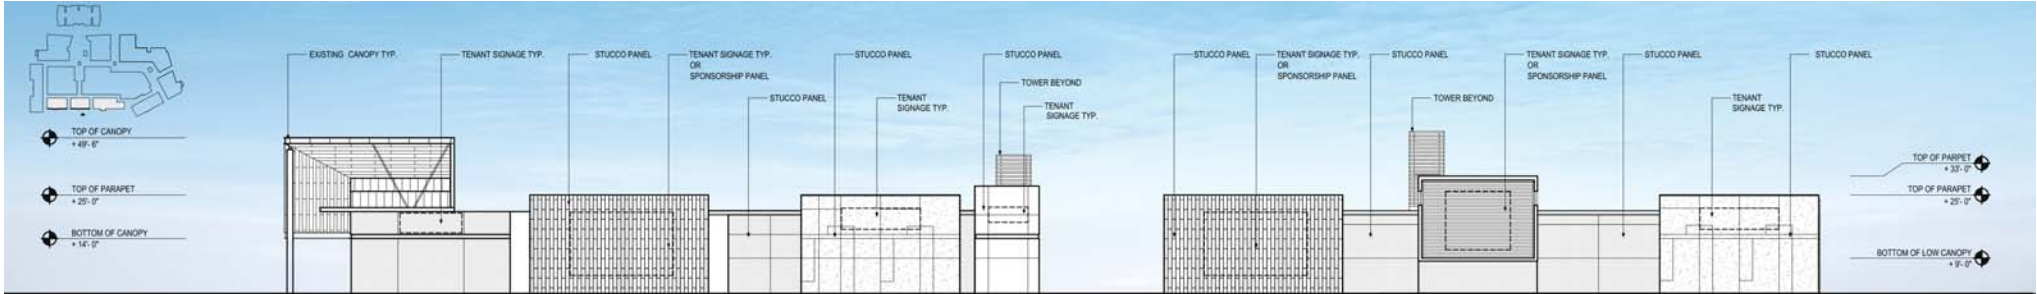 EXISTING CANOPY TYP.
TENANT SIGNAGE TYP.
STUCCO PANEL
TENANT SIGNAGE TYP.
OR
SPONSORSHIP PANEL
STUCCO PANEL
STUCCO PANEL
TENANT
SIGNAGE TYP.
STUCCO PANEL
TOWER BEYOND
TENANT
SIGNAGE TYP.
STUCCO PANEL
TENANT SIGNAGE TYP.
OR
SPONSORSHIP PANEL
STUCCO PANEL
TOWER BEYOND
TENANT SIGNAGE TYP.
OR
SPONSORSHIP PANEL
STUCCO PANEL
TENANT
SIGNAGE TYP.
STUCCO PANEL
TOP OF CANOPY
+ 49'- 6"
TOP OF PARAPET
+ 25'- 0"
BOTTOM OF CANOPY
+ 14'- 0"
TOP OF PARPET
+ 33'- 0"
TOP OF PARAPET
+ 25'- 0"
BOTTOM OF LOW CANOPY
+ 9'- 0"